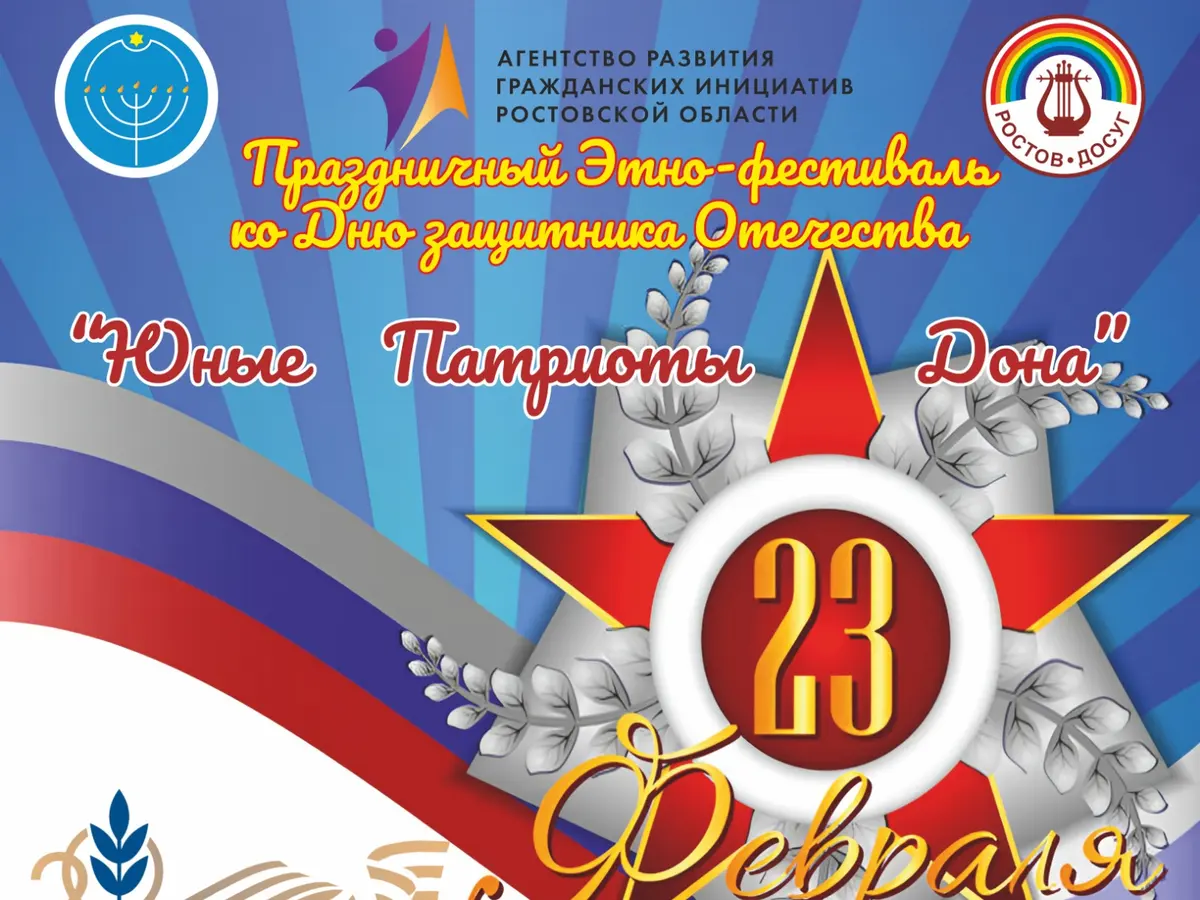 АГЕНТСТВО РАЗВИТИЯ
ГРАЖДАНСКИХ ИНИЦИАТИВ
РОСТОВСКОЙ ОБЛАСТИ
РОСТОВ • ДОСУГ
Праздничный Этно-фестиваль
ко Дню защитника Отечества
"Юные Патриоты Дона"
23
Февраля